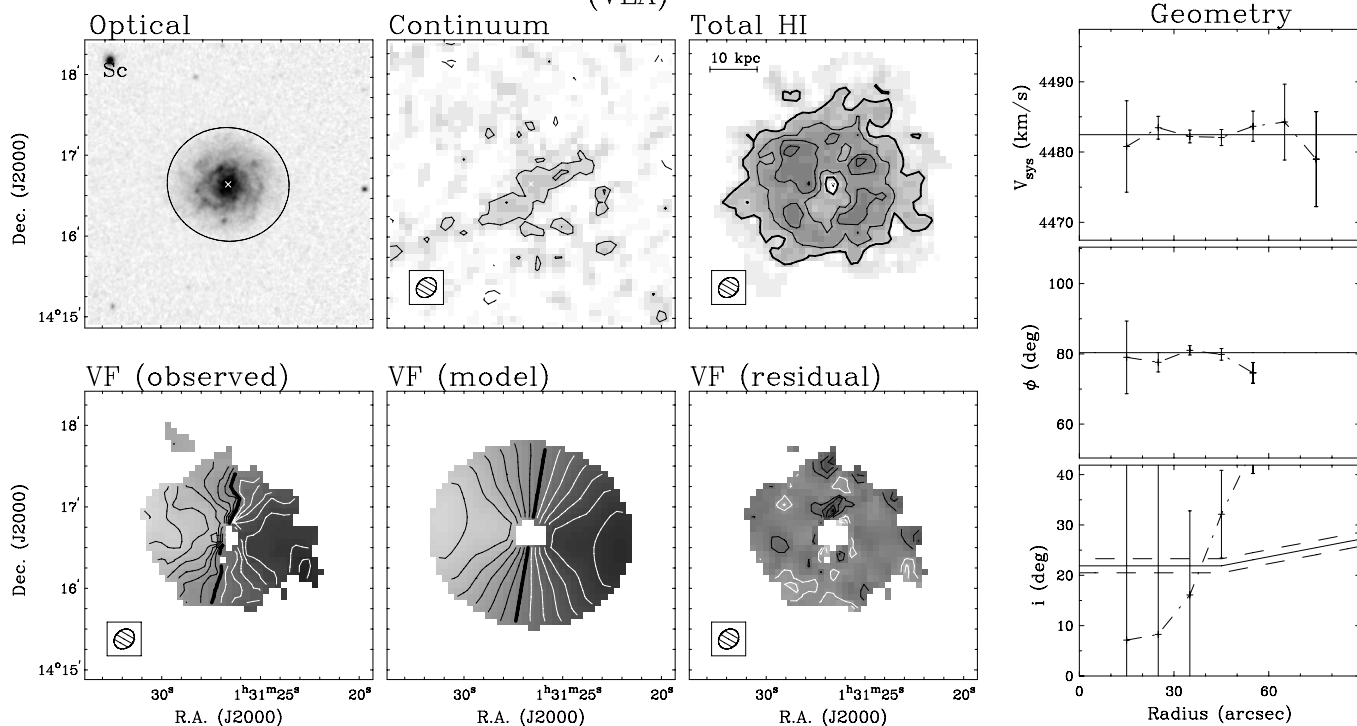 (VLA)
Optical
Continuum
Total HI
Geometry
Sc
10 kpc
Dec. (J2000)
18'
17'
16'
14°15'
V_sys (km/s)
4490
4480
4470
φ (deg)
100
80
60
VF (observed)
VF (model)
VF (residual)
Dec. (J2000)
18'
17'
16'
14°15'
i (deg)
40
30
20
10
0
30ˢ 1ʰ31ᵐ25ˢ 20ˢ
30ˢ 1ʰ31ᵐ25ˢ 20ˢ
30ˢ 1ʰ31ᵐ25ˢ 20ˢ
R.A. (J2000)
R.A. (J2000)
R.A. (J2000)
0 30 60
Radius (arcsec)